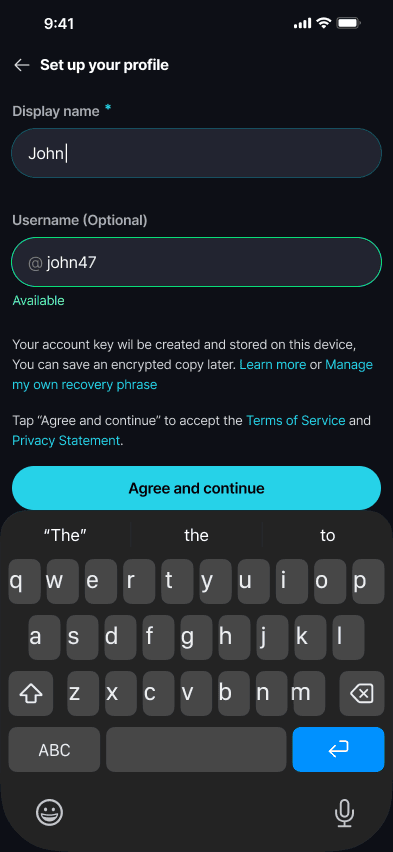 9:41
Set up your profile
Display name *
John
Username (Optional)
@ john47
Available
Your account key wil be created and stored on this device,
You can save an encrypted copy later. Learn more or Manage
my own recovery phrase
Tap “Agree and continue” to accept the Terms of Service and
Privacy Statement.
Agree and continue
“The” the to
q w e r t y u i o p
a s d f g h j k l
z x c v b n m
ABC